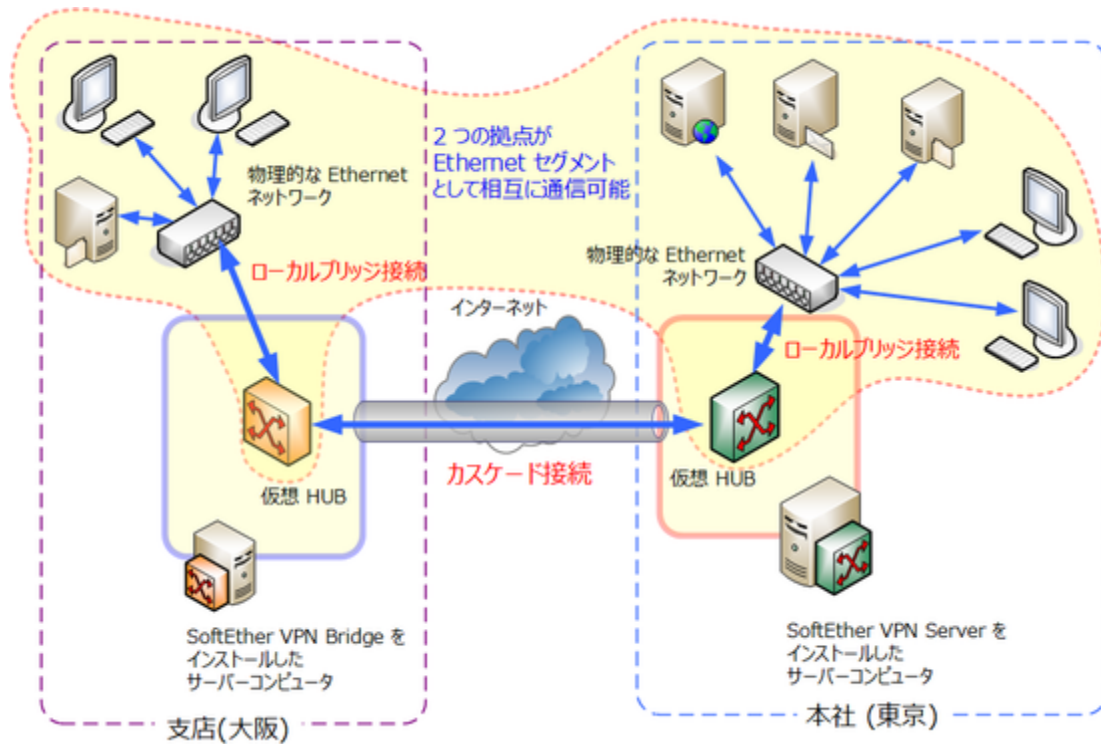 2 つの拠点が
Ethernet セグメント
として相互に通信可能
物理的な Ethernet
ネットワーク
ローカルブリッジ接続
物理的な Ethernet
ネットワーク
ローカルブリッジ接続
インターネット
カスケード接続
仮想 HUB
仮想 HUB
SoftEther VPN Bridge を
インストールした
サーバーコンピュータ
SoftEther VPN Server を
インストールした
サーバーコンピュータ
支店(大阪)
本社 (東京)